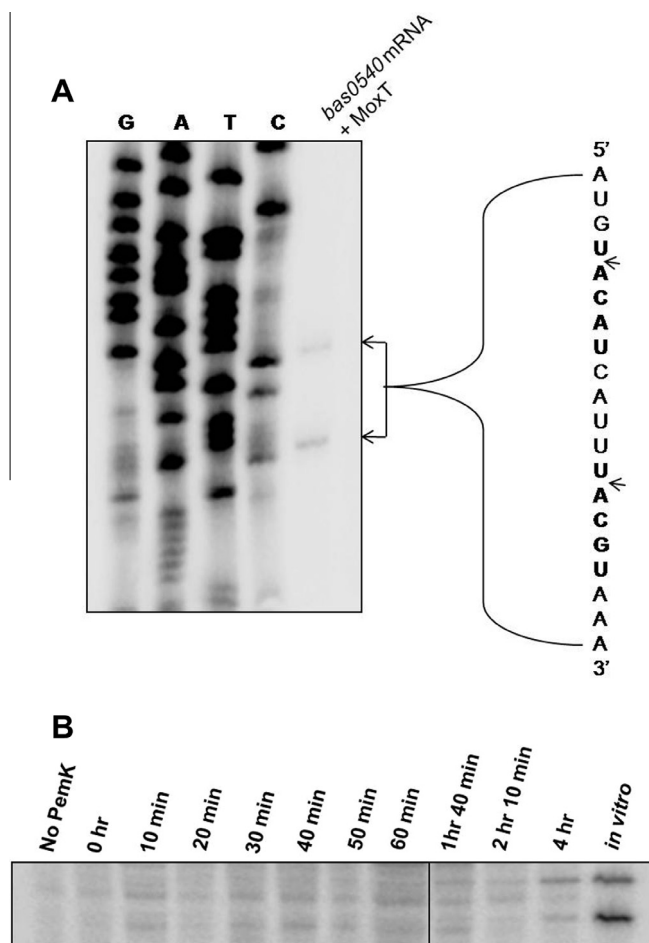 A
G A T C
bas0540 mRNA
+ MoxT
5'
A
U
G
U
A
C
A
U
C
A
U
U
U
A
C
G
U
A
A
A
3'
B
No PemK
0 hr
10 min
20 min
30 min
40 min
50 min
60 min
1hr 40 min
2 hr 10 min
4 hr
in vitro